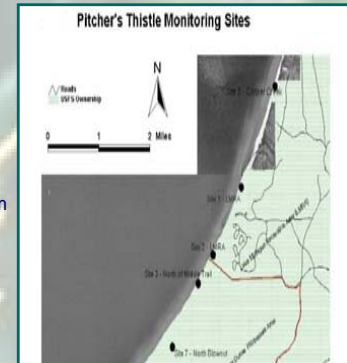 Pitcher's Thistle Monitoring Sites
N
Roads
USFS Ownership
0 1 2 Miles
n
Site 1 - LMRA
Site 2 - LMRA
Site 3 - North of Nordhouse Trail
Site 7 - North Blowout